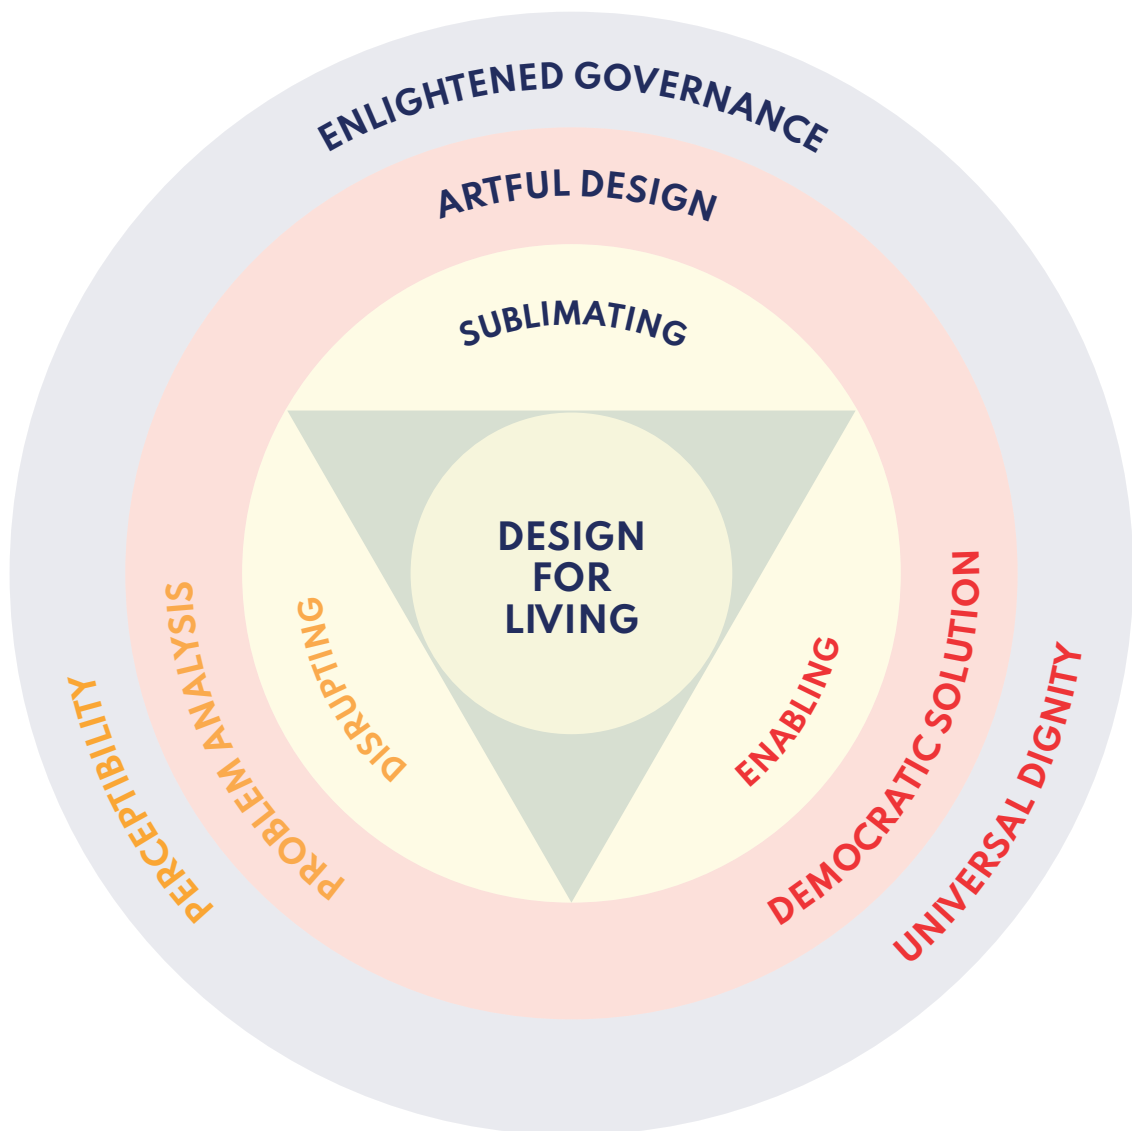 ENLIGHTENED GOVERNANCE
ARTFUL DESIGN
SUBLIMATING
DESIGN
FOR
LIVING
DISRUPTING
PROBLEM ANALYSIS
PERCEPTIBILITY
ENABLING
DEMOCRATIC SOLUTION
UNIVERSAL DIGNITY